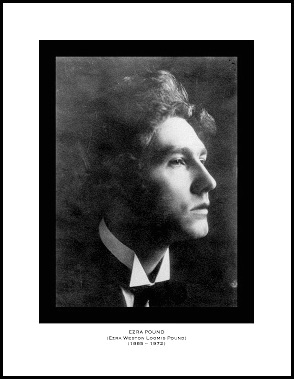 EZRA POUND
(EZRA WESTON LOOMIS POUND)
(1885 – 1972)